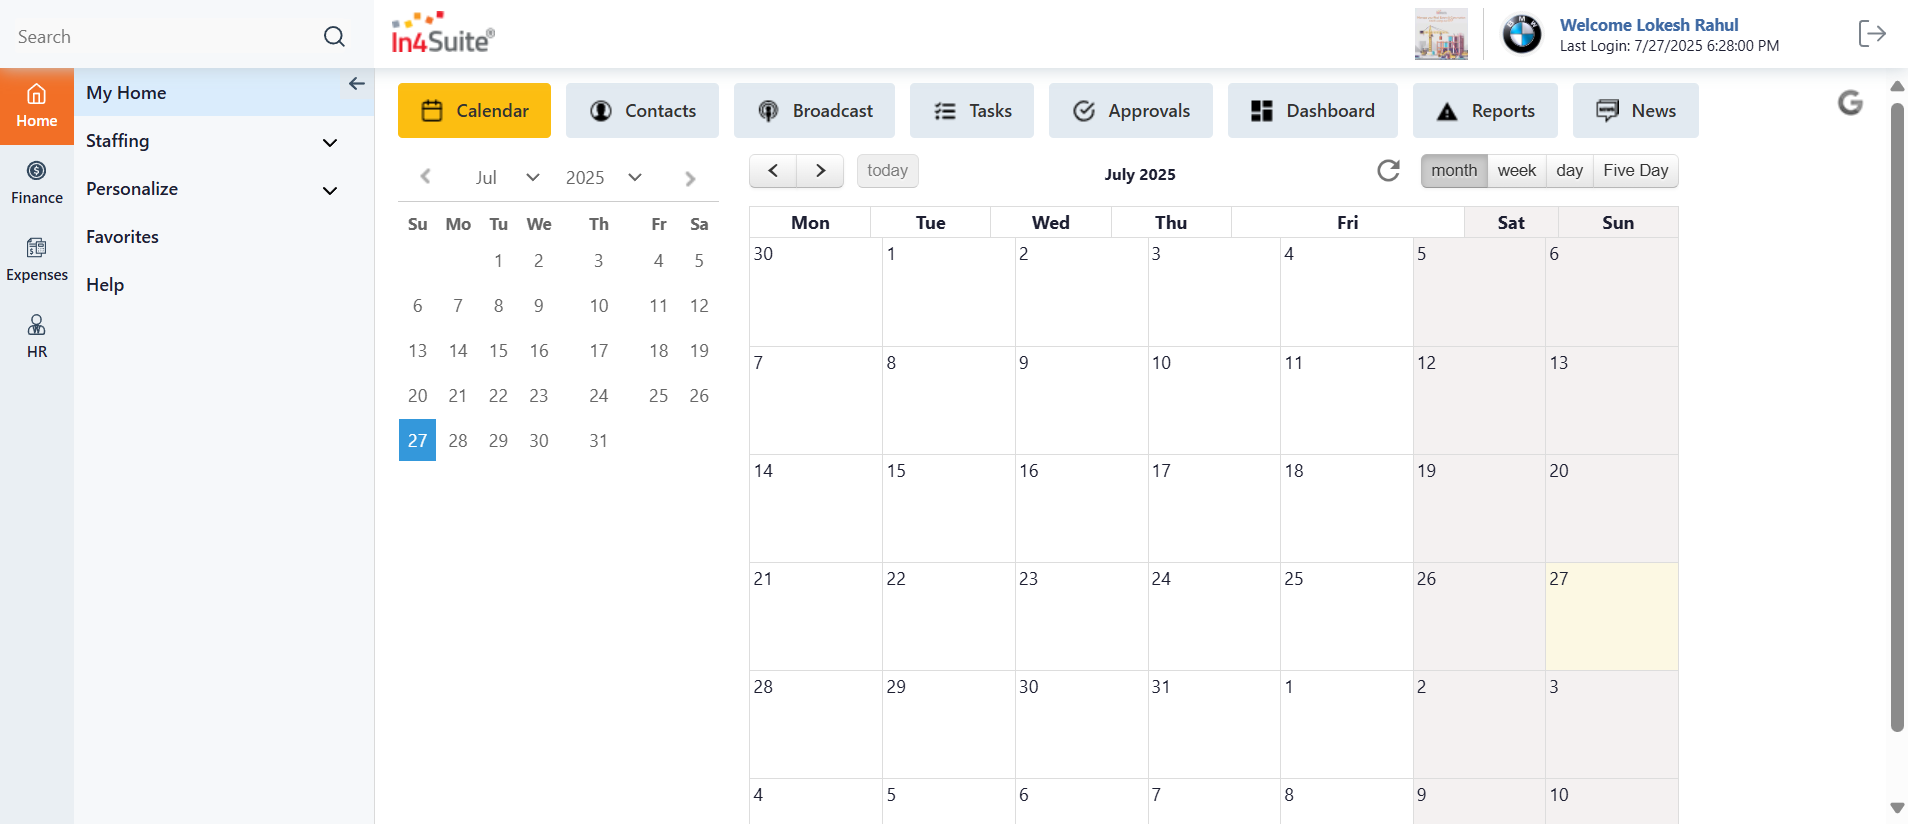 Search
In4Suite®
Welcome Lokesh Rahul
Last Login: 7/27/2025 6:28:00 PM
Home
Finance
Expenses
HR
My Home
Staffing
Personalize
Favorites
Help
Calendar Contacts Broadcast Tasks Approvals Dashboard Reports News
Jul 2025
Su Mo Tu We Th Fr Sa
1 2 3 4 5
6 7 8 9 10 11 12
13 14 15 16 17 18 19
20 21 22 23 24 25 26
27 28 29 30 31
today
July 2025
month week day Five Day
Mon Tue Wed Thu Fri Sat Sun
30 1 2 3 4 5 6
7 8 9 10 11 12 13
14 15 16 17 18 19 20
21 22 23 24 25 26 27
28 29 30 31 1 2 3
4 5 6 7 8 9 10
G